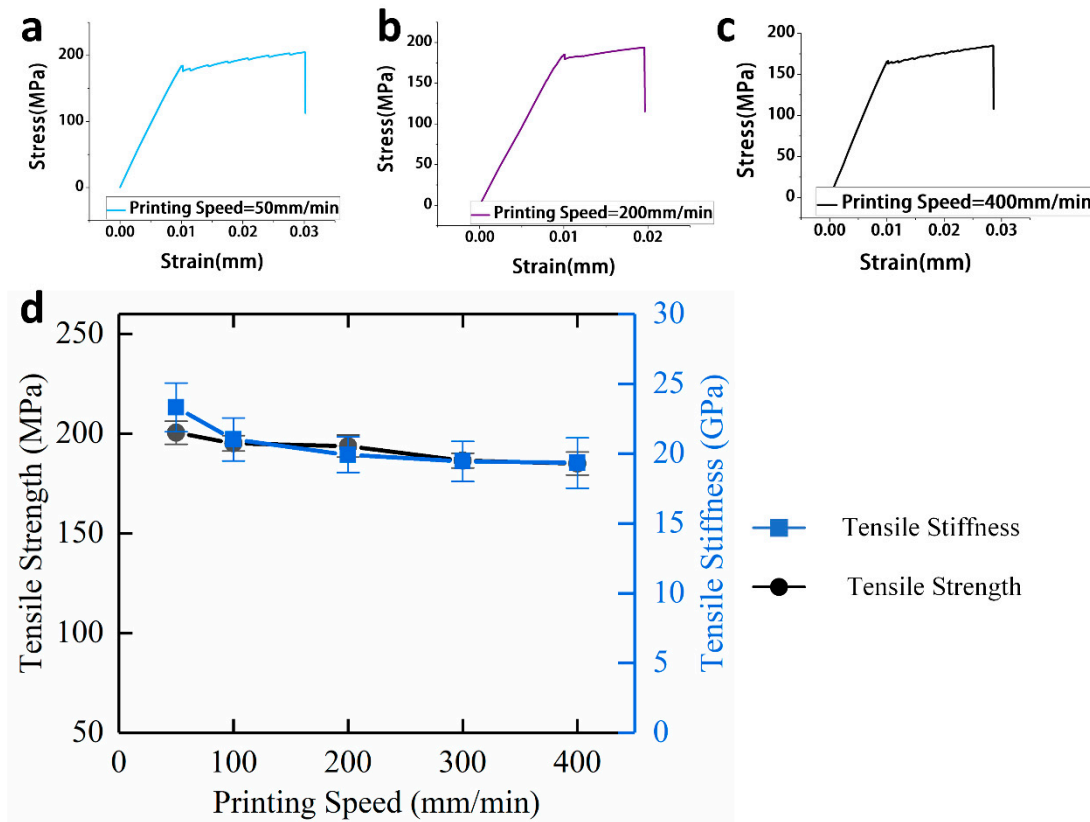 a
200
100
0
Stress(MPa)
Printing Speed=50mm/min
0.00 0.01 0.02 0.03
Strain(mm)
b
200
150
100
50
0
Stress(MPa)
Printing Speed=200mm/min
0.00 0.01 0.02
Strain(mm)
c
200
150
100
50
0
Stress(MPa)
Printing Speed=400mm/min
0.00 0.01 0.02 0.03
Strain(mm)
d
250
200
150
100
50
Tensile Strength (MPa)
0 100 200 300 400
Printing Speed (mm/min)
30
25
20
15
10
5
0
Tensile Stiffness (GPa)
Tensile Stiffness
Tensile Strength